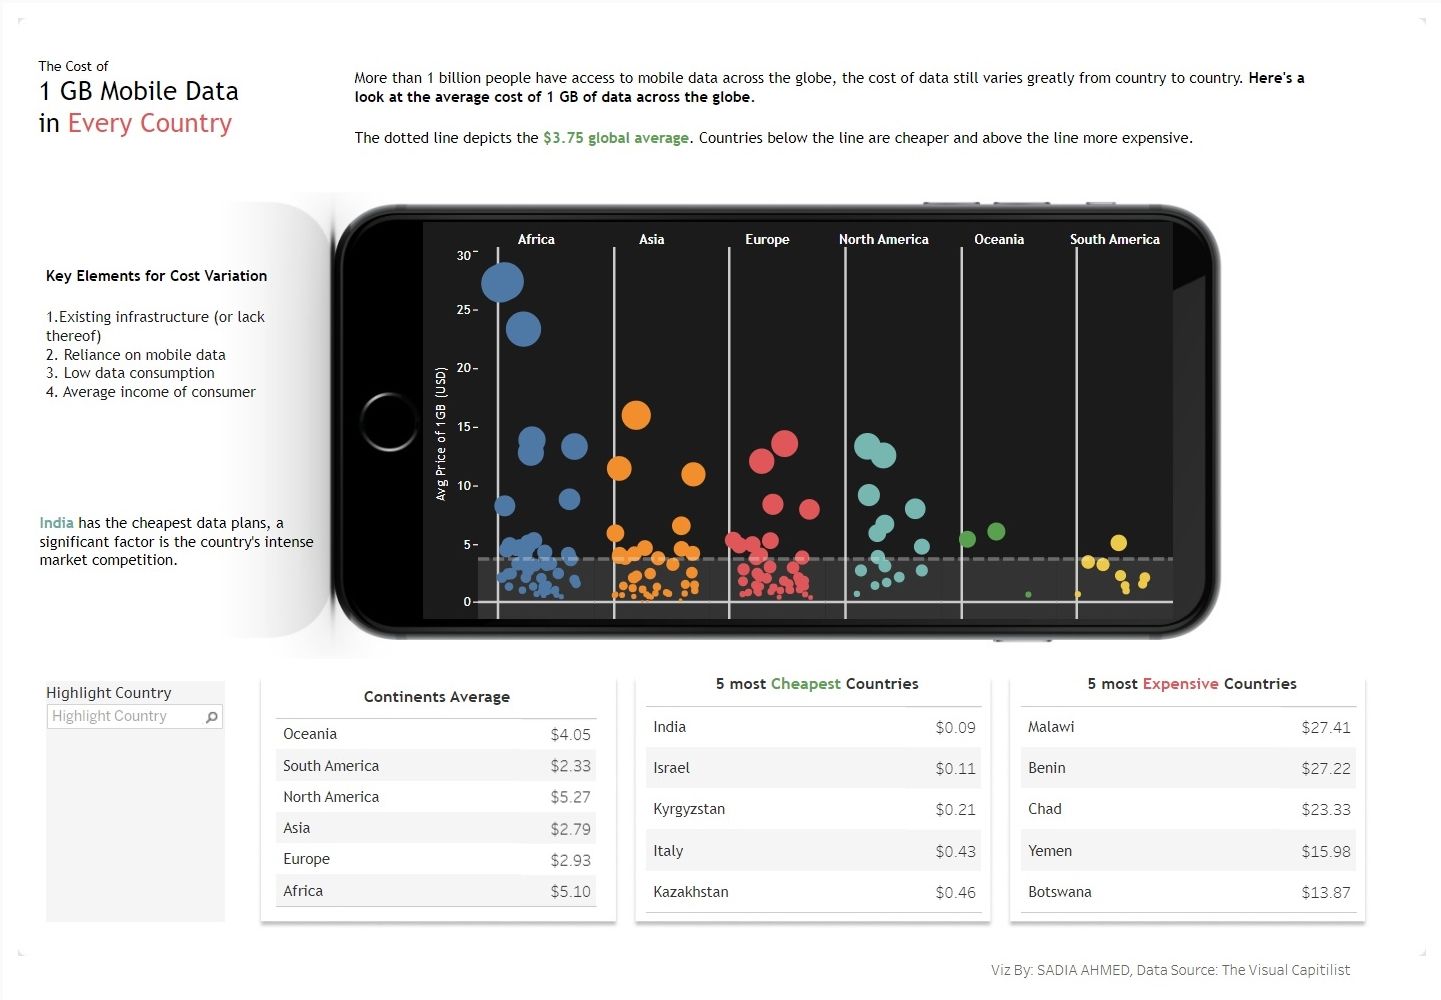 The Cost of
1 GB Mobile Data
in Every Country
More than 1 billion people have access to mobile data across the globe, the cost of data still varies greatly from country to country. Here's a
look at the average cost of 1 GB of data across the globe.
The dotted line depicts the $3.75 global average. Countries below the line are cheaper and above the line more expensive.
Key Elements for Cost Variation
1.Existing infrastructure (or lack
thereof)
2. Reliance on mobile data
3. Low data consumption
4. Average income of consumer
India has the cheapest data plans, a
significant factor is the country's intense
market competition.
Africa Asia Europe North America Oceania South America
Avg Price of 1GB (USD)
30
25
20
15
10
5
0
Highlight Country
Highlight Country
Continents Average
Oceania $4.05
South America $2.33
North America $5.27
Asia $2.79
Europe $2.93
Africa $5.10
5 most Cheapest Countries
India $0.09
Israel $0.11
Kyrgyzstan $0.21
Italy $0.43
Kazakhstan $0.46
5 most Expensive Countries
Malawi $27.41
Benin $27.22
Chad $23.33
Yemen $15.98
Botswana $13.87
Viz By: SADIA AHMED, Data Source: The Visual Capitilist